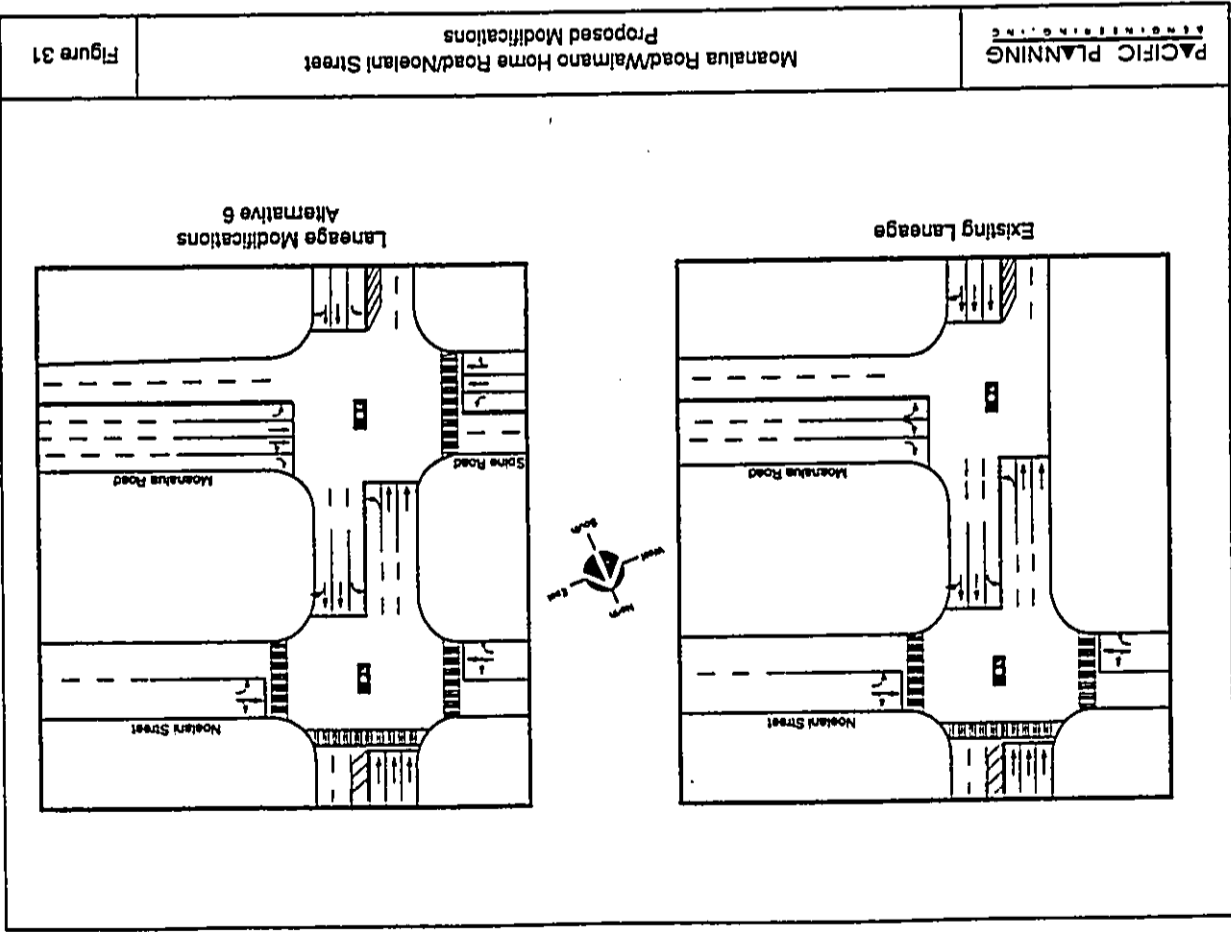 Noelani Street
Moanalua Road
Existing Laneage
North
East
West
South
Noelani Street
Moanalua Road
Spine Road
Laneage Modifications
Alternative 6
PACIFIC PLANNING
& ENGINEERING, INC
Moanalua Road/Waimano Home Road/Noelani Street
Proposed Modifications
Figure 31